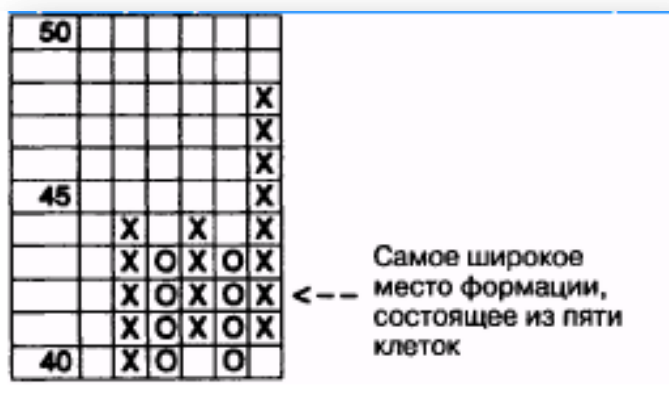 50
X
X
X
45 X
X X X
X O X O X
X O X O X
X O X O X
40 X O O
<--
Самое широкое
место формации,
состоящее из пяти
клеток